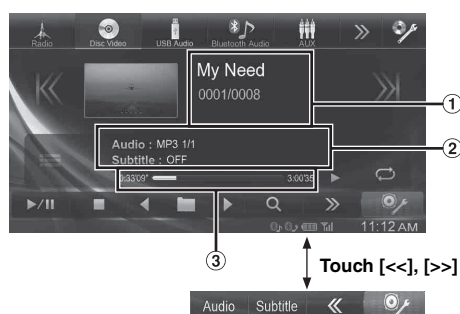 Radio Disc Video USB Audio Bluetooth Audio AUX
My Need
0001/0008
1
Audio : MP3 1/1
Subtitle : OFF
2
0:33'09" 3:00'35
3
11:12 AM
Touch [<<], [>>]
Audio Subtitle